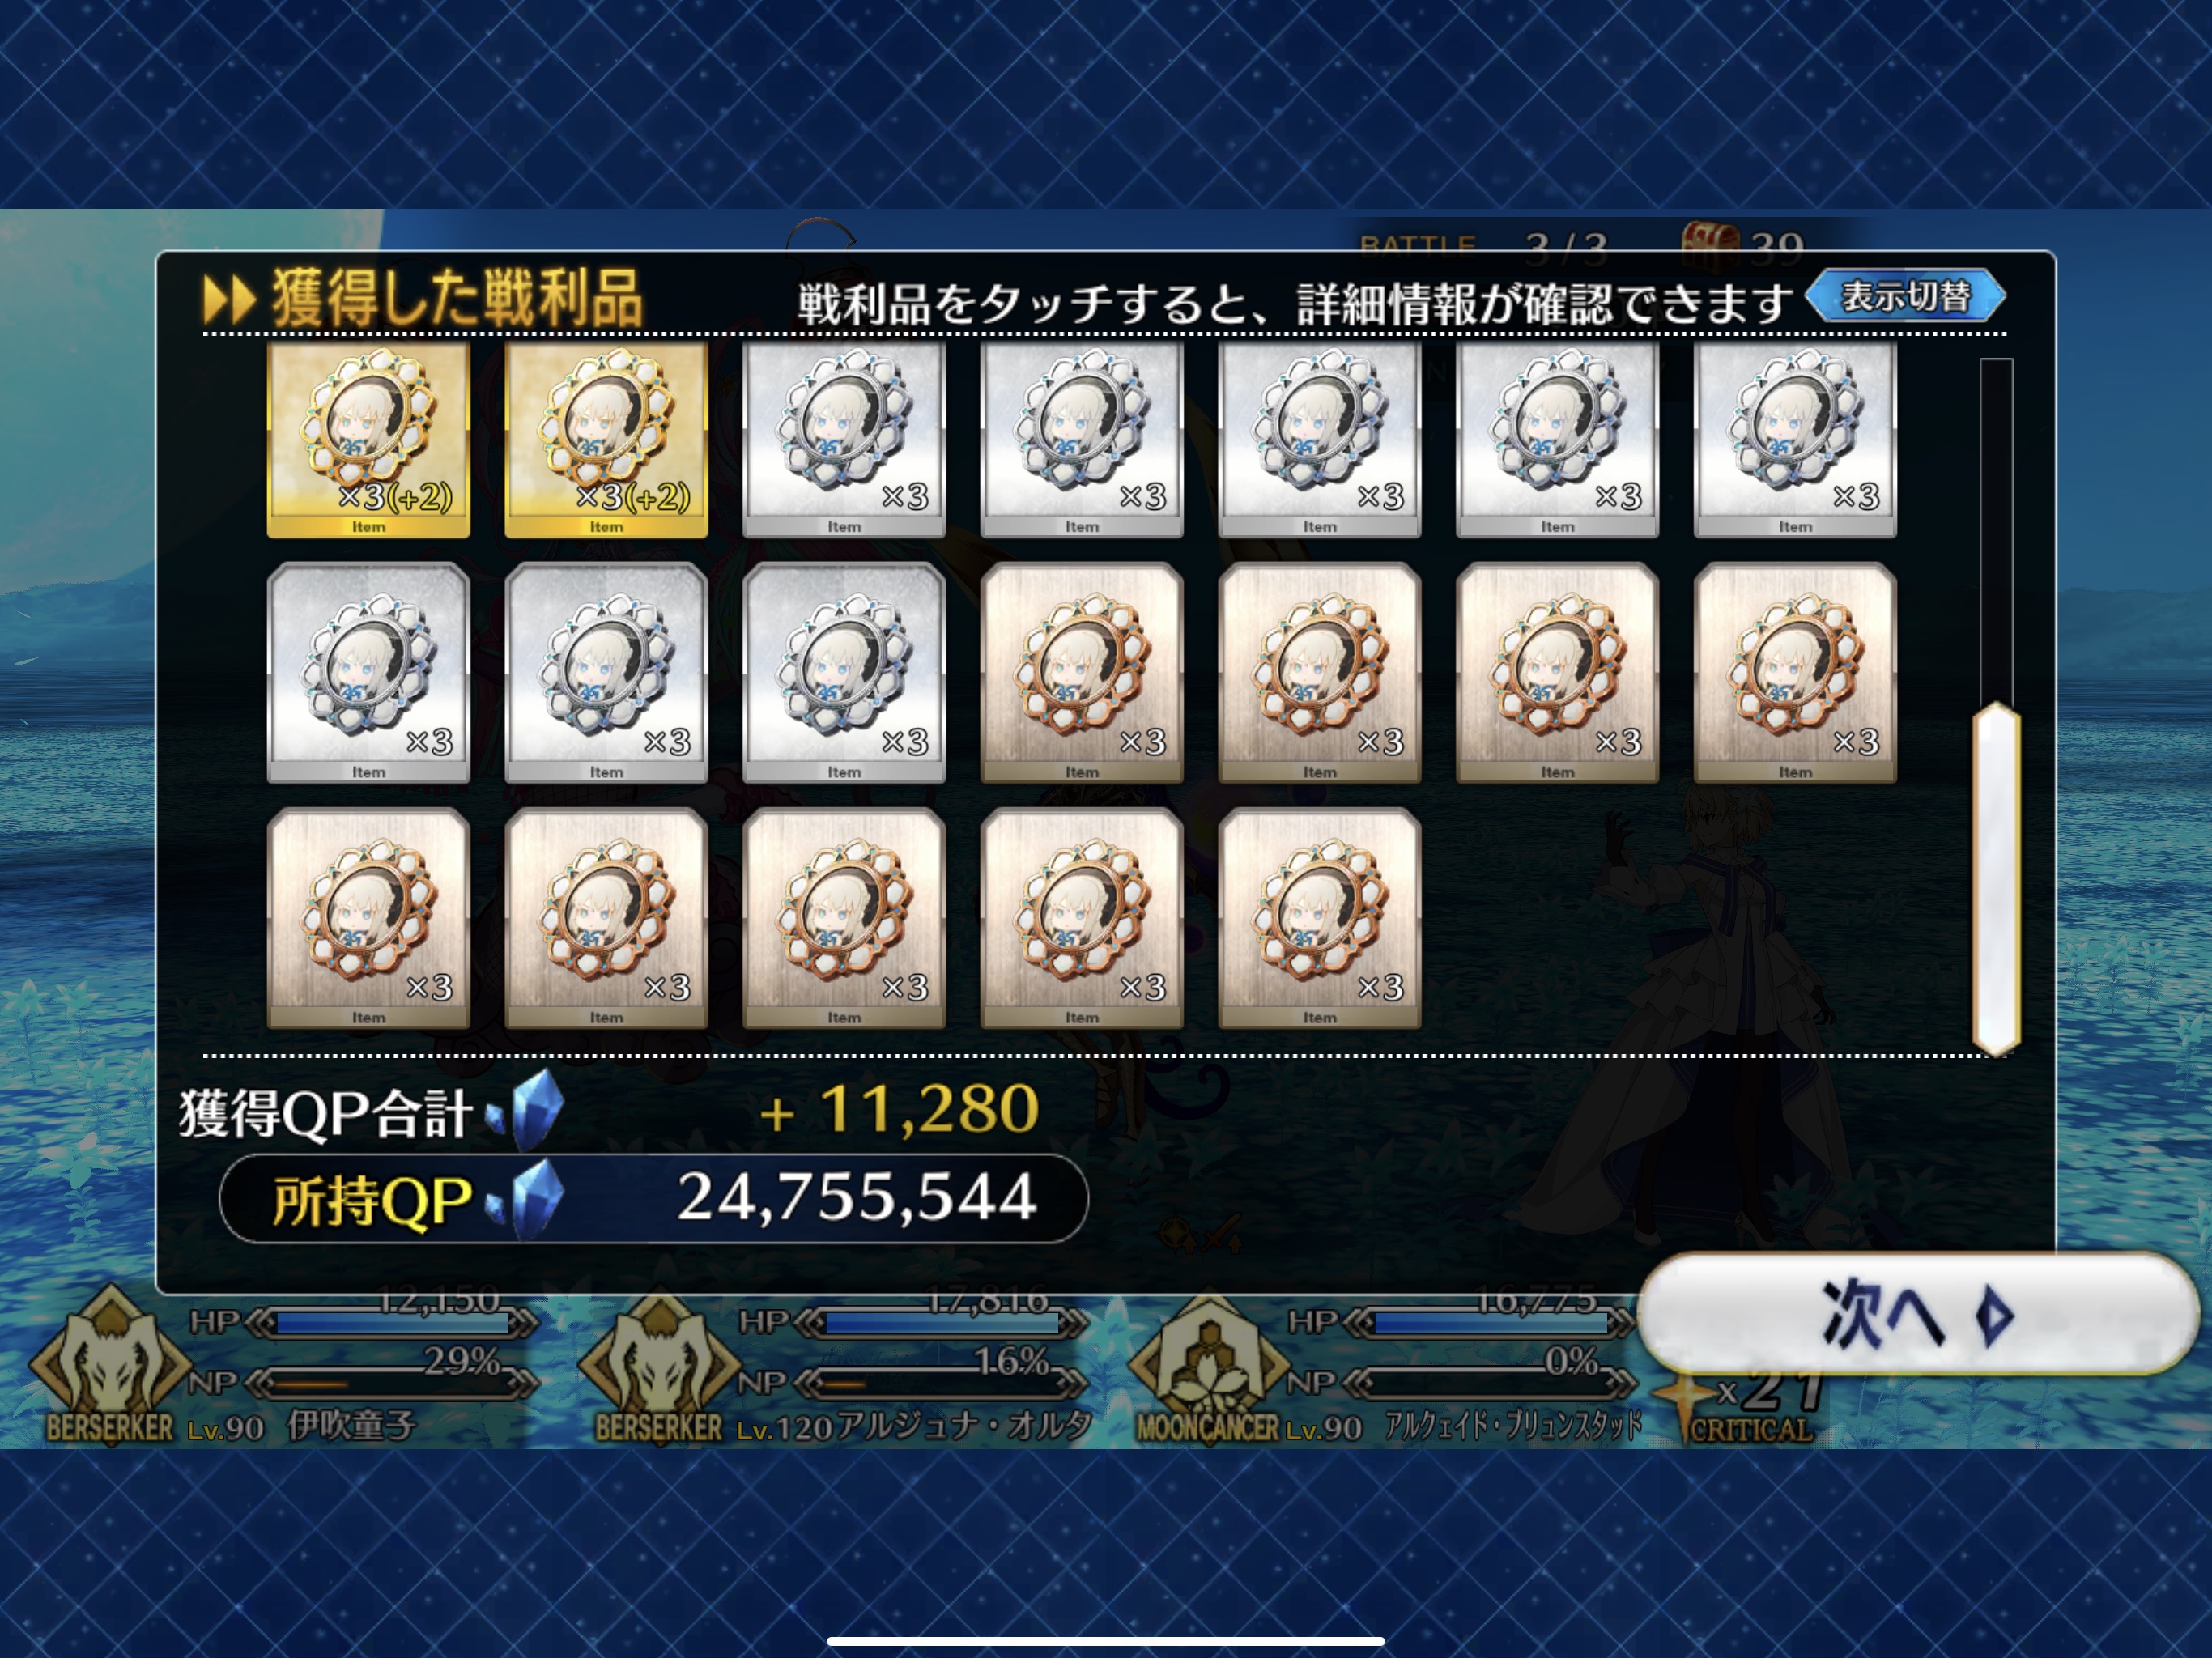 BATTLE 3/3 39
獲得した戦利品 戦利品をタッチすると、詳細情報が確認できます 表示切替
×3(+2) ×3(+2) ×3 ×3 ×3 ×3 ×3
Item Item Item Item Item Item Item
×3 ×3 ×3 ×3 ×3 ×3 ×3
Item Item Item Item Item Item Item
×3 ×3 ×3 ×3 ×3
Item Item Item Item Item
獲得QP合計 + 11,280
所持QP 24,755,544
次へ
HP 12,150 HP 17,816 HP 16,775
NP 29% NP 16% NP 0% x21
BERSERKER Lv.90 伊吹童子 BERSERKER Lv.120 アルジュナ・オルタ MOONCANCER Lv.90 アルクェイド・ブリュンスタッド CRITICAL